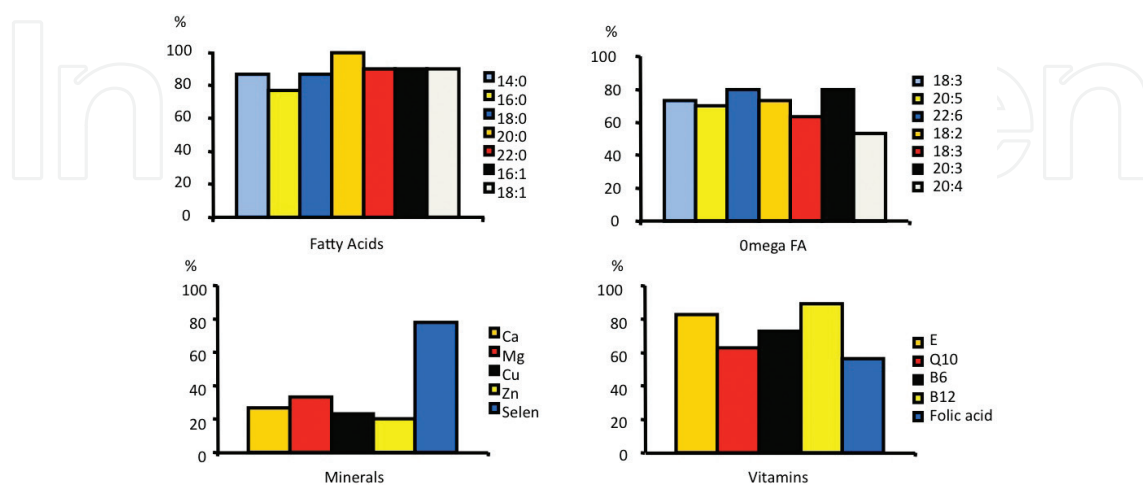 %
100
80
60
40
20
0
14:0
16:0
18:0
20:0
22:0
16:1
18:1
Fatty Acids
%
100
80
60
40
20
0
18:3
20:5
22:6
18:2
18:3
20:3
20:4
0mega FA
%
100
80
60
40
20
0
Ca
Mg
Cu
Zn
Selen
Minerals
%
100
80
60
40
20
0
E
Q10
B6
B12
Folic acid
Vitamins
In
en